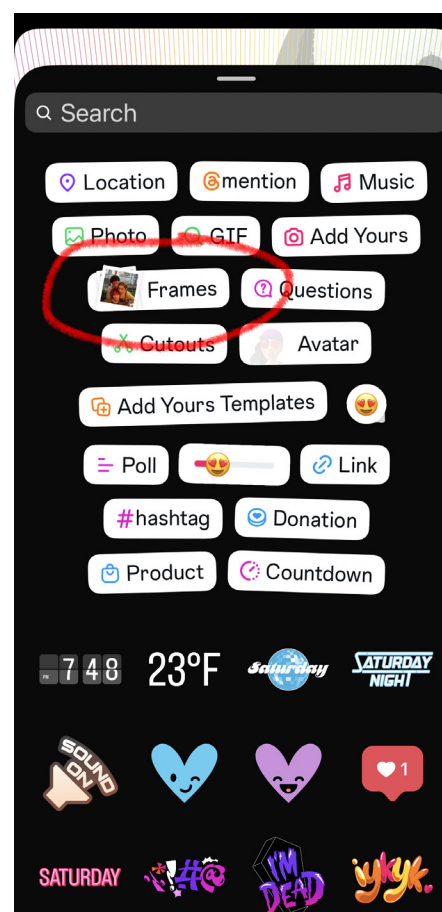 Search
Location
@mention
Music
Photo
GIF
Add Yours
Frames
Questions
Cutouts
Avatar
Add Yours Templates
Poll
Link
#hashtag
Donation
Product
Countdown
PM 7 48
23°F
Saturday
SATURDAY
NIGHT
SOUND
ON
1
SATURDAY
!#@
I'M
DEAD
iykyk.